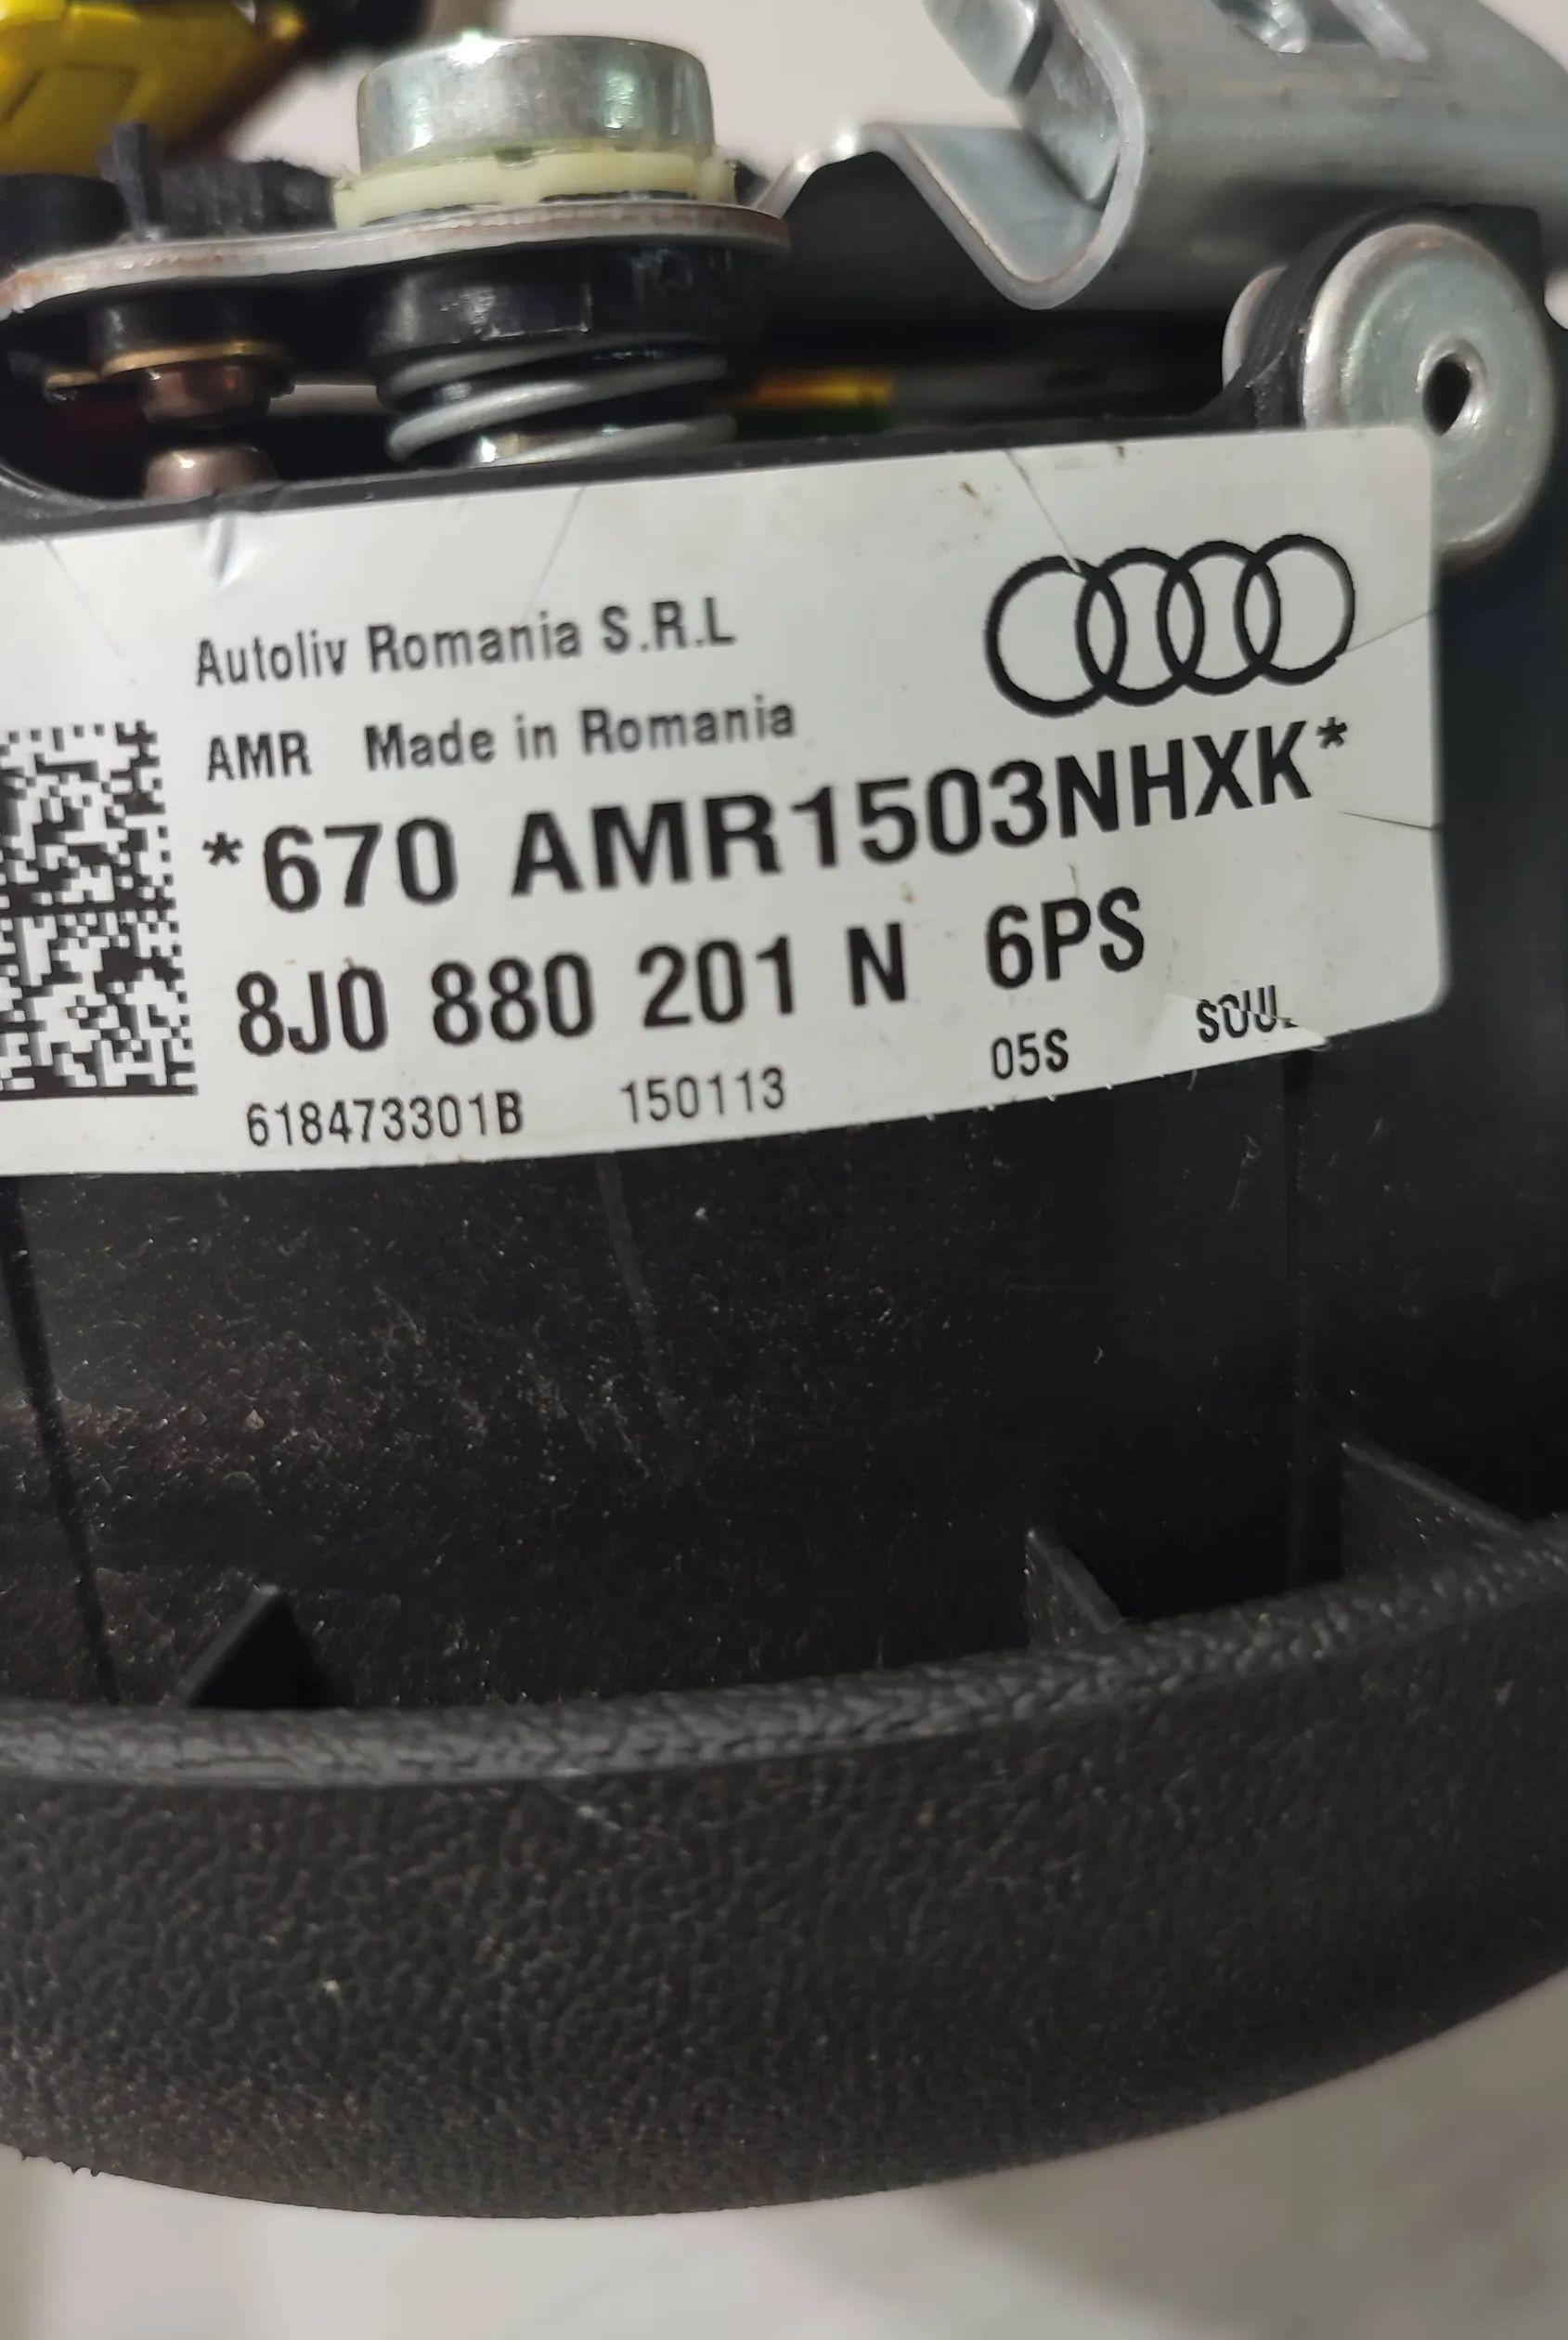 Autoliv Romania S.R.L
AMR Made in Romania
*670 AMR1503NHXK*
8J0 880 201 N 6PS
618473301B 150113 05S